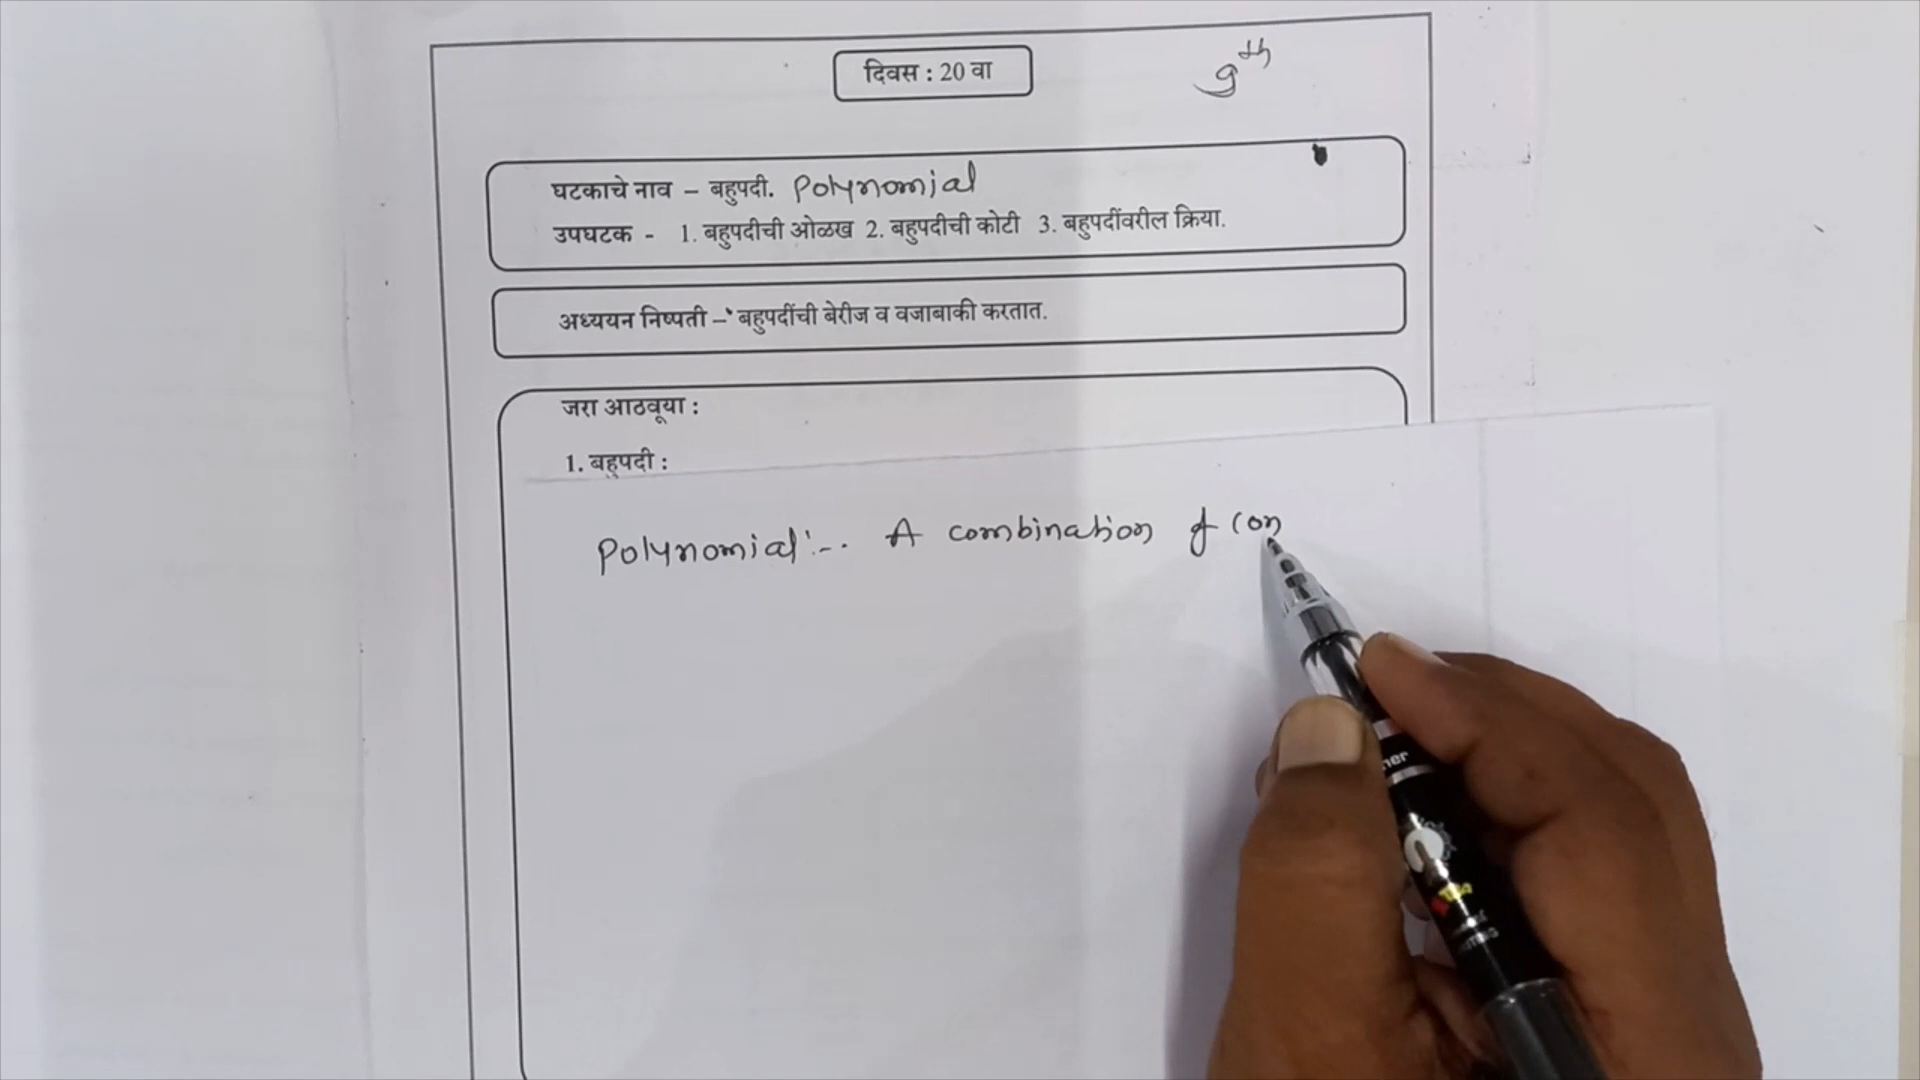 दिवस : 20 वा
9th
घटकाचे नाव – बहुपदी. Polynomial
उपघटक - 1. बहुपदीची ओळख 2. बहुपदीची कोटी 3. बहुपदींवरील क्रिया.
अध्ययन निष्पती – बहुपदींची बेरीज व वजाबाकी करतात.
जरा आठवूया :
1. बहुपदी :
Polynomial :- A combination of con